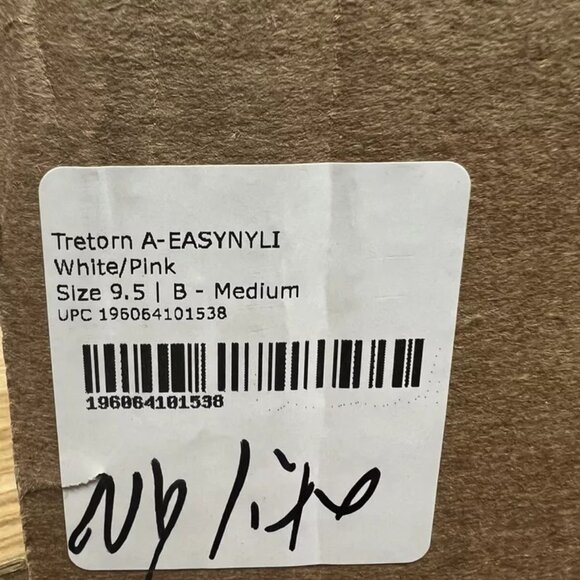 Tretorn A-EASYNYLI
White/Pink
Size 9.5 | B - Medium
UPC 196064101538
196064101538